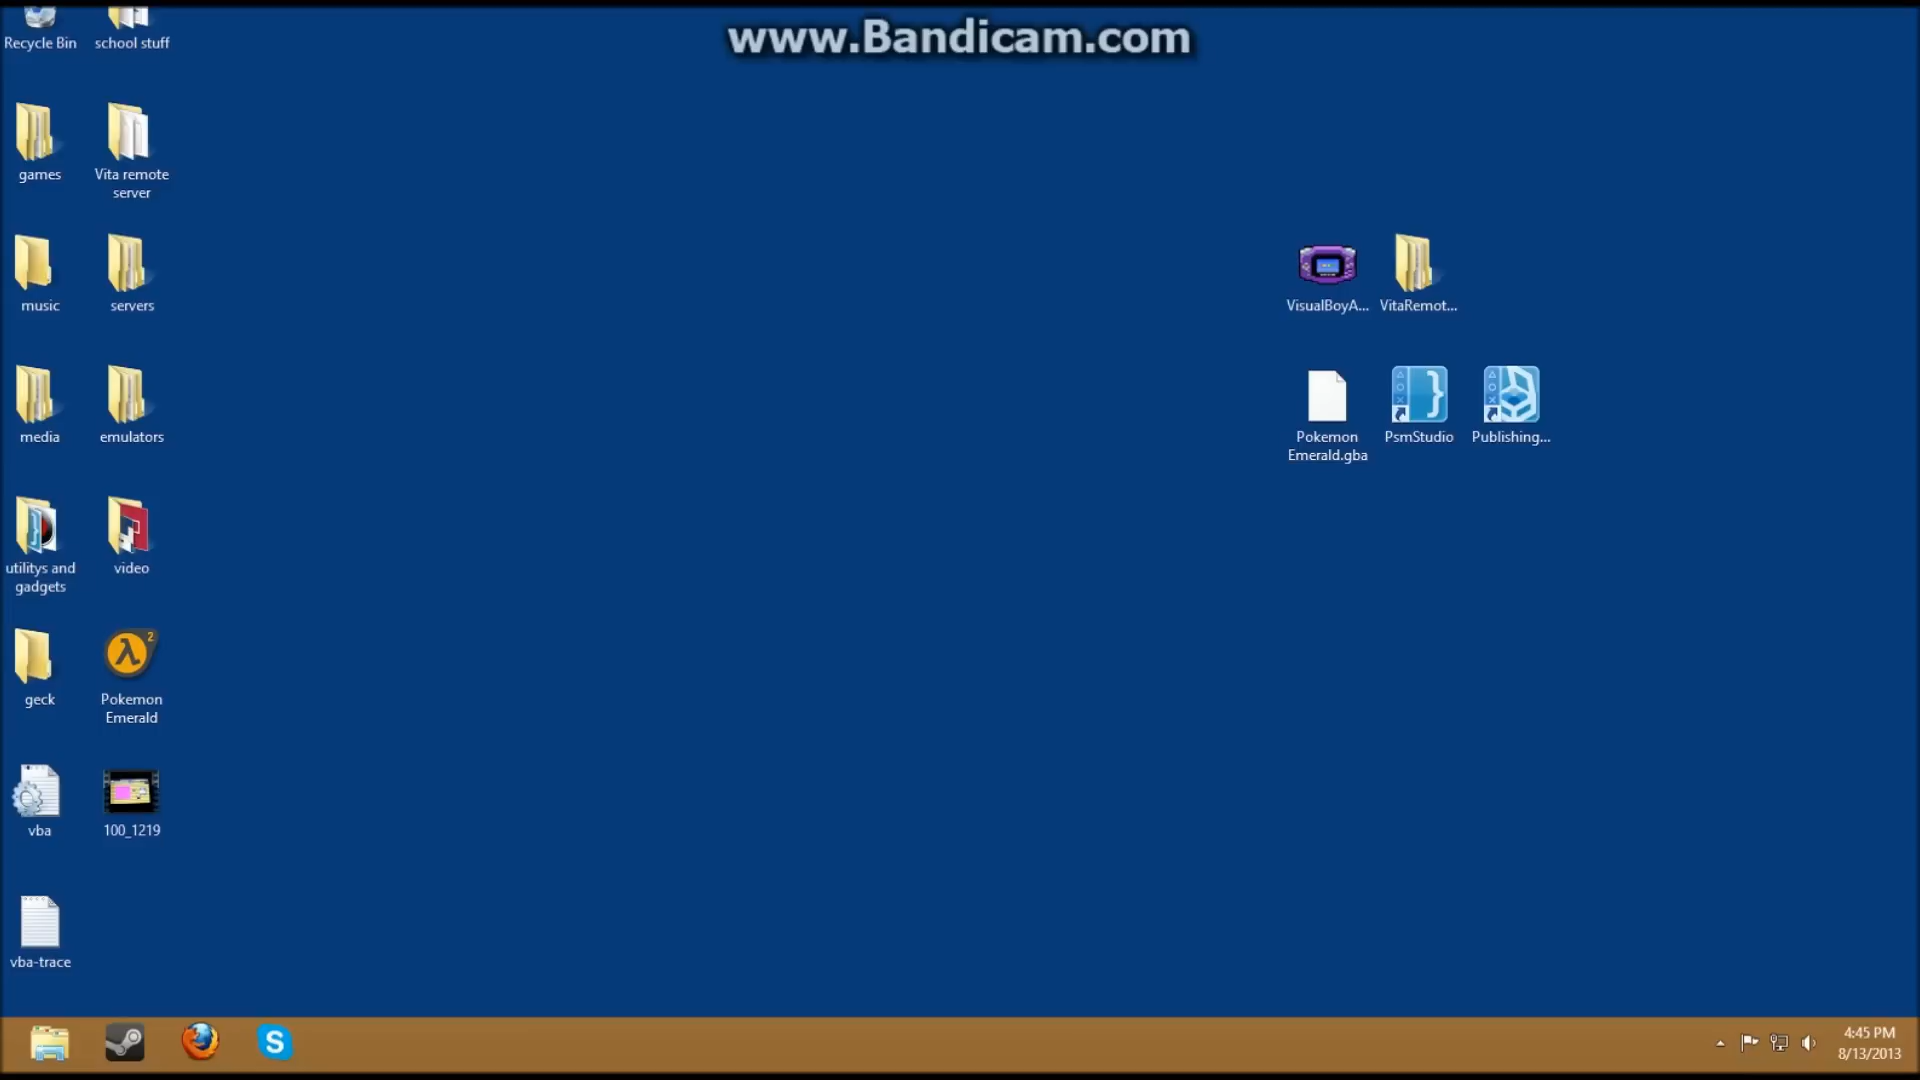 www.Bandicam.com
Recycle Bin
school stuff
games
Vita remote
server
music
servers
VisualBoyA...
VitaRemot...
media
emulators
Pokemon
Emerald.gba
PsmStudio
Publishing...
utilitys and
gadgets
video
geck
Pokemon
Emerald
vba
100_1219
vba-trace
4:45 PM
8/13/2013